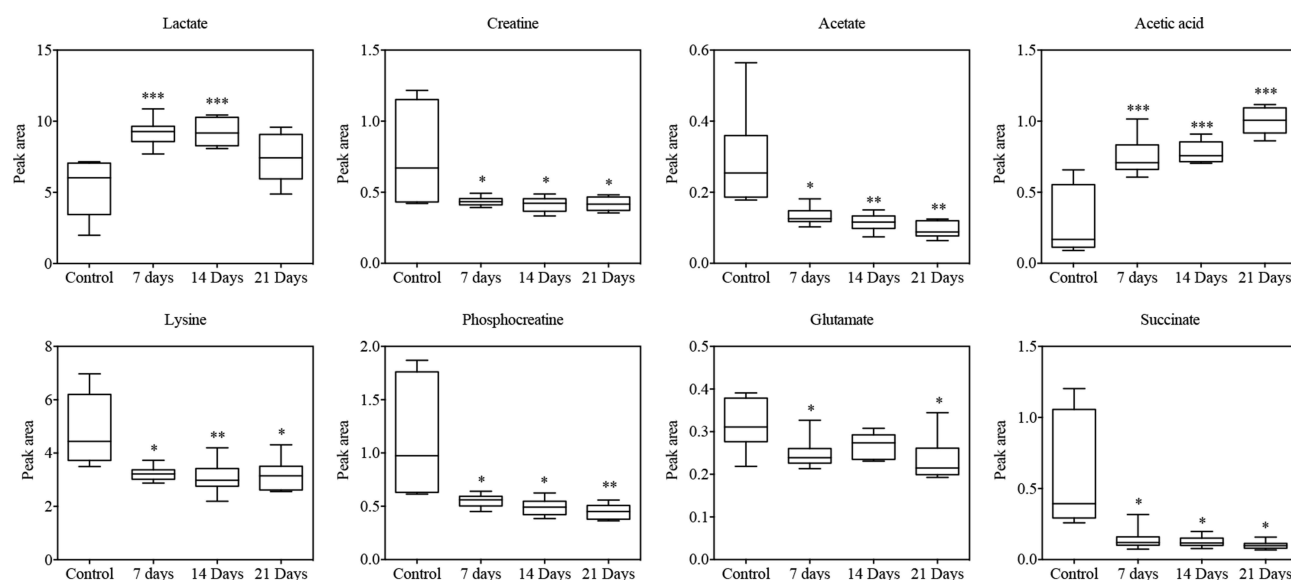 Lactate
Creatine
Acetate
Acetic acid
15
10
5
0
Peak area
***
***
Control
7 days
14 Days
21 Days
1.5
1.0
0.5
0.0
Peak area
*
*
*
Control
7 days
14 Days
21 Days
0.6
0.4
0.2
0.0
Peak area
*
**
**
Control
7 days
14 Days
21 Days
1.5
1.0
0.5
0.0
Peak area
***
***
***
Control
7 days
14 Days
21 Days
Lysine
Phosphocreatine
Glutamate
Succinate
8
6
4
2
0
Peak area
*
**
*
Control
7 days
14 Days
21 Days
2.0
1.5
1.0
0.5
0.0
Peak area
*
*
**
Control
7 days
14 Days
21 Days
0.5
0.4
0.3
0.2
0.1
0.0
Peak area
*
*
Control
7 days
14 Days
21 Days
1.5
1.0
0.5
0.0
Peak area
*
*
*
Control
7 days
14 Days
21 Days